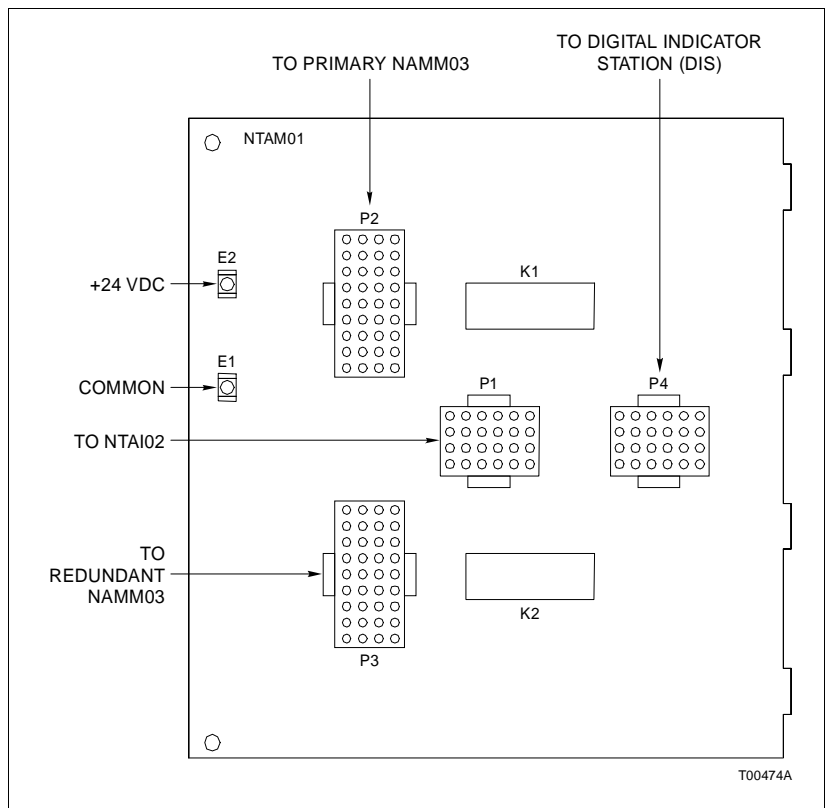 TO DIGITAL INDICATOR
STATION (DIS)
TO PRIMARY NAMM03
NTAM01
P2
E2
K1
+24 VDC
E1
P1
P4
COMMON
TO NTAI02
TO
REDUNDANT
NAMM03
K2
P3
T00474A